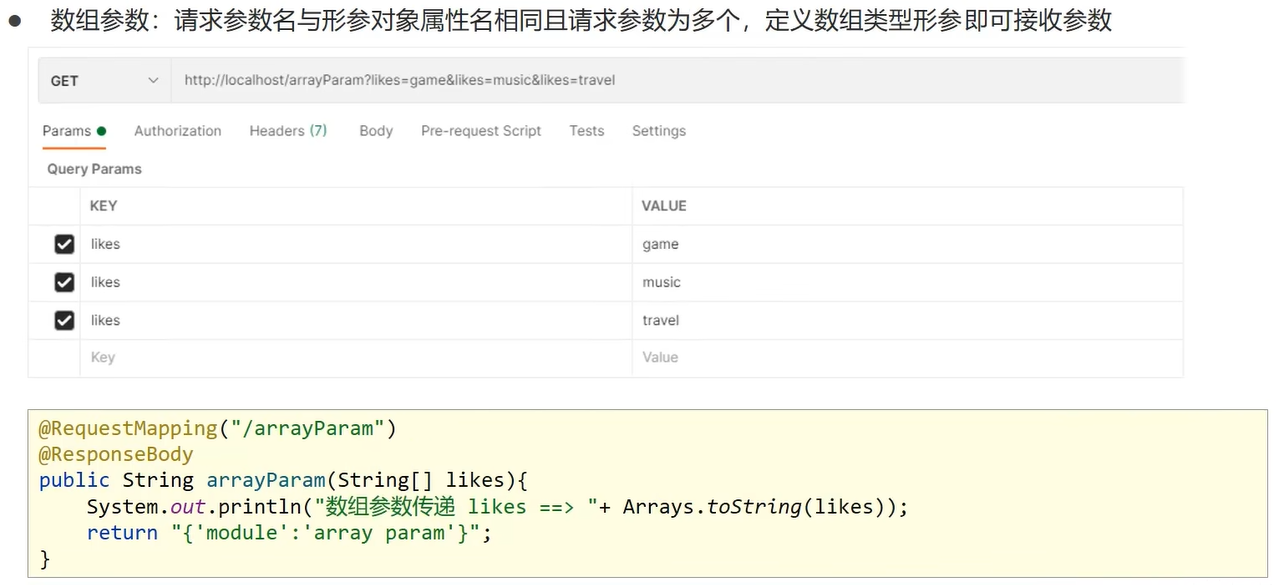 ● 数组参数：请求参数名与形参对象属性名相同且请求参数为多个，定义数组类型形参即可接收参数
GET http://localhost/arrayParam?likes=game&likes=music&likes=travel
Params Authorization Headers (7) Body Pre-request Script Tests Settings
Query Params
KEY VALUE
likes game
likes music
likes travel
Key Value
@RequestMapping("/arrayParam")
@ResponseBody
public String arrayParam(String[] likes){
    System.out.println("数组参数传递 likes ==> "+ Arrays.toString(likes));
    return "{'module':'array param'}";
}